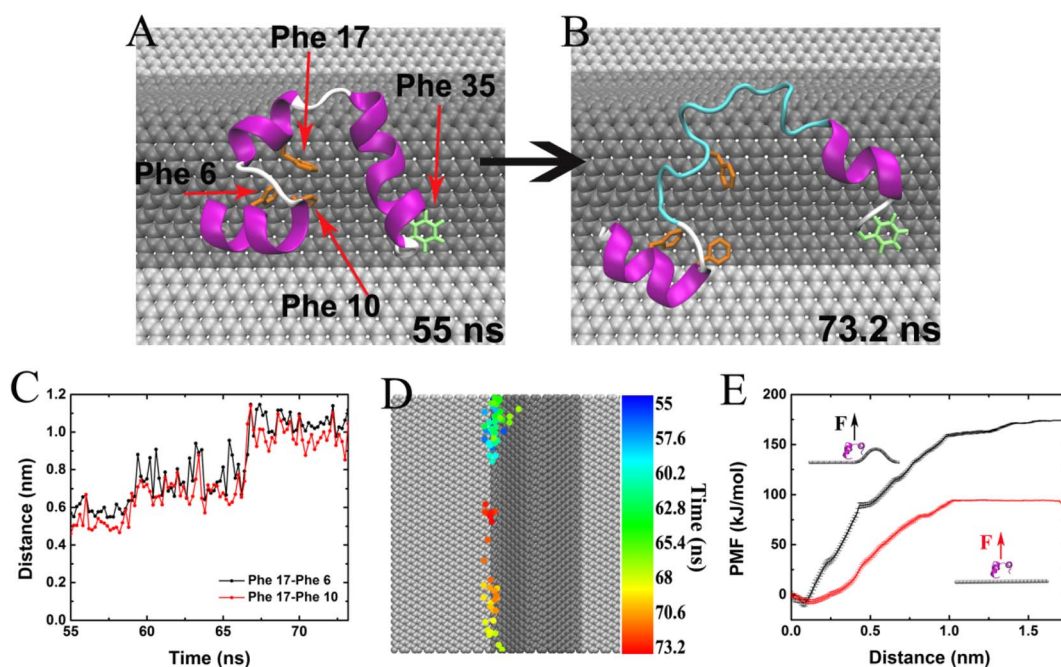 A
Phe 17
Phe 35
Phe 6
Phe 10
55 ns
B
73.2 ns
C
Distance (nm)
1.2
1.0
0.8
0.6
0.4
0.2
0.0
Phe 17-Phe 6
Phe 17-Phe 10
55
60
65
70
Time (ns)
D
55
57.6
60.2
62.8
65.4
68
70.6
73.2
Time (ns)
E
PMF (kJ/mol)
200
175
150
125
100
75
50
25
0
F
F
0.0
0.5
1.0
1.5
Distance (nm)